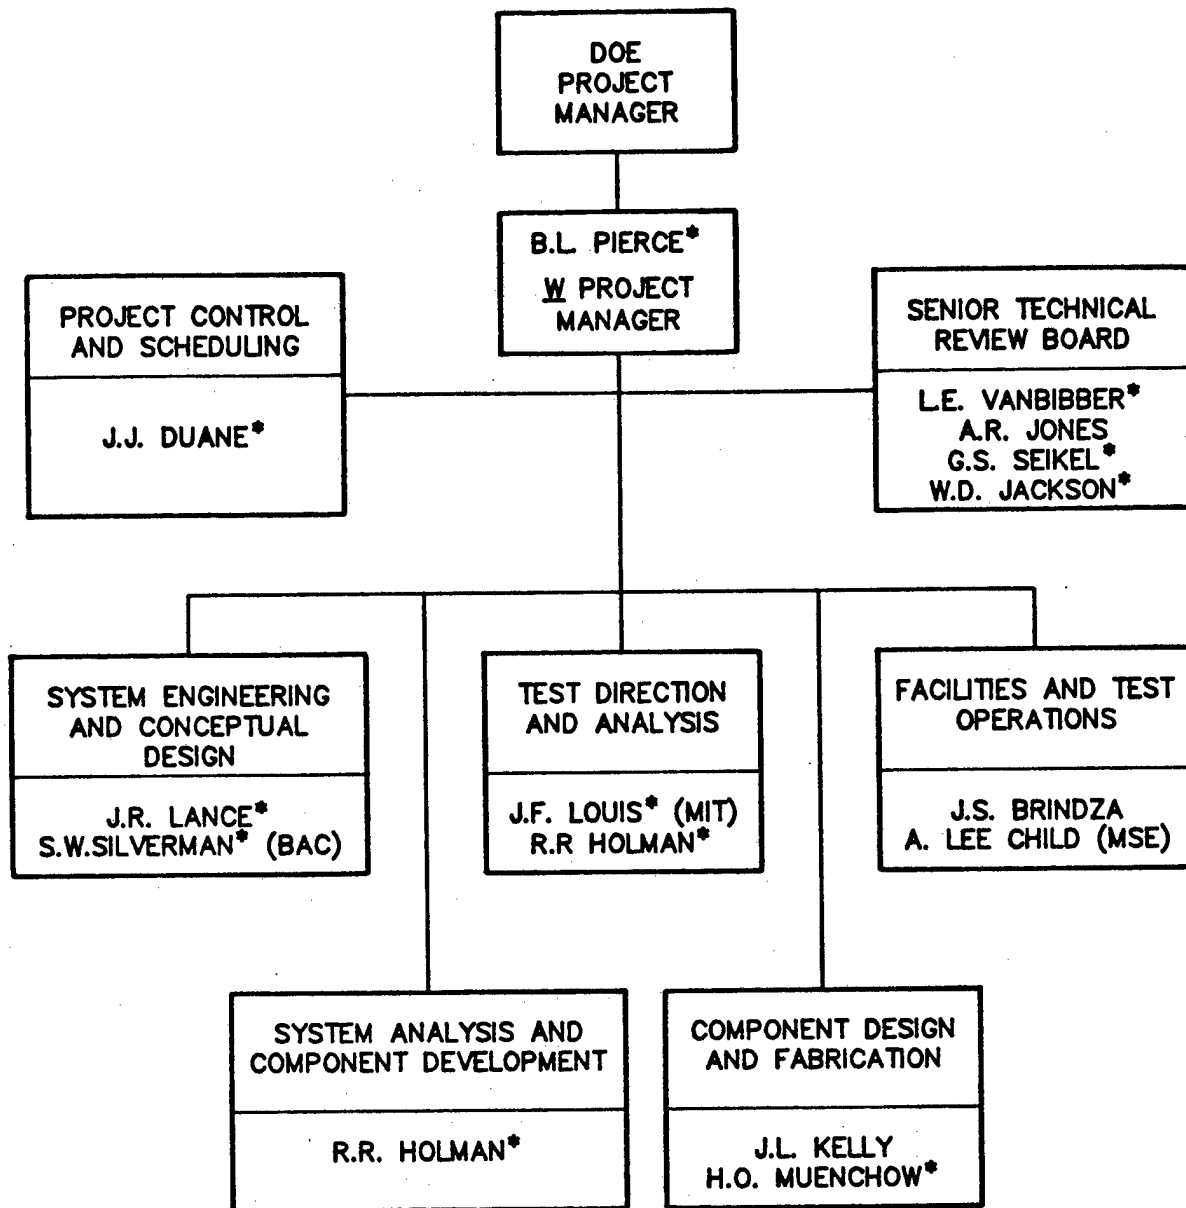 DOE
PROJECT
MANAGER
B.L. PIERCE*
W PROJECT
MANAGER
PROJECT CONTROL
AND SCHEDULING
J.J. DUANE*
SENIOR TECHNICAL
REVIEW BOARD
L.E. VANBIBBER*
A.R. JONES
G.S. SEIKEL*
W.D. JACKSON*
SYSTEM ENGINEERING
AND CONCEPTUAL
DESIGN
J.R. LANCE*
S.W.SILVERMAN* (BAC)
TEST DIRECTION
AND ANALYSIS
J.F. LOUIS* (MIT)
R.R HOLMAN*
FACILITIES AND TEST
OPERATIONS
J.S. BRINDZA
A. LEE CHILD (MSE)
SYSTEM ANALYSIS AND
COMPONENT DEVELOPMENT
R.R. HOLMAN*
COMPONENT DESIGN
AND FABRICATION
J.L. KELLY
H.O. MUENCHOW*